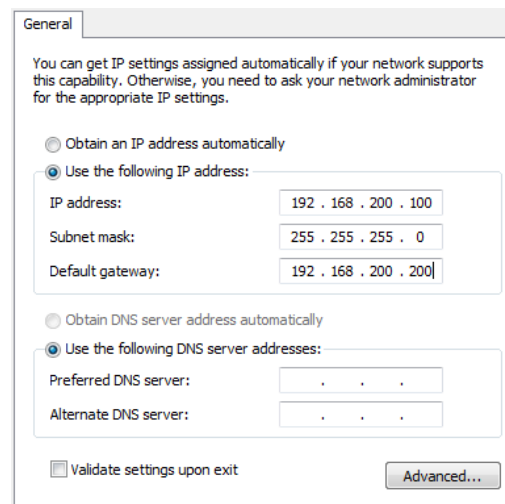 General
You can get IP settings assigned automatically if your network supports
this capability. Otherwise, you need to ask your network administrator
for the appropriate IP settings.
Obtain an IP address automatically
Use the following IP address:
IP address: 192 . 168 . 200 . 100
Subnet mask: 255 . 255 . 255 . 0
Default gateway: 192 . 168 . 200 . 200
Obtain DNS server address automatically
Use the following DNS server addresses:
Preferred DNS server: . . .
Alternate DNS server: . . .
Validate settings upon exit
Advanced...